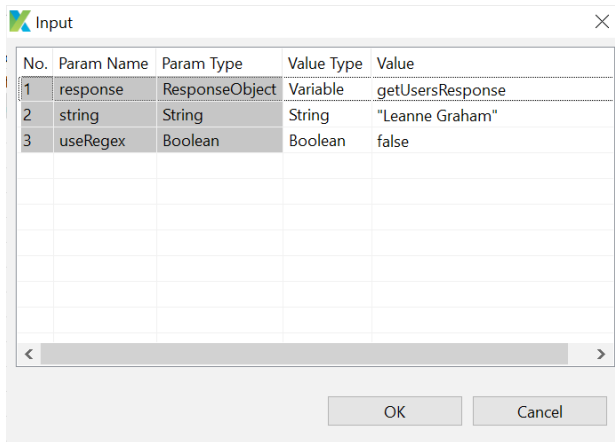 Input
No. Param Name Param Type Value Type Value
1 response ResponseObject Variable getUsersResponse
2 string String String "Leanne Graham"
3 useRegex Boolean Boolean false
OK Cancel